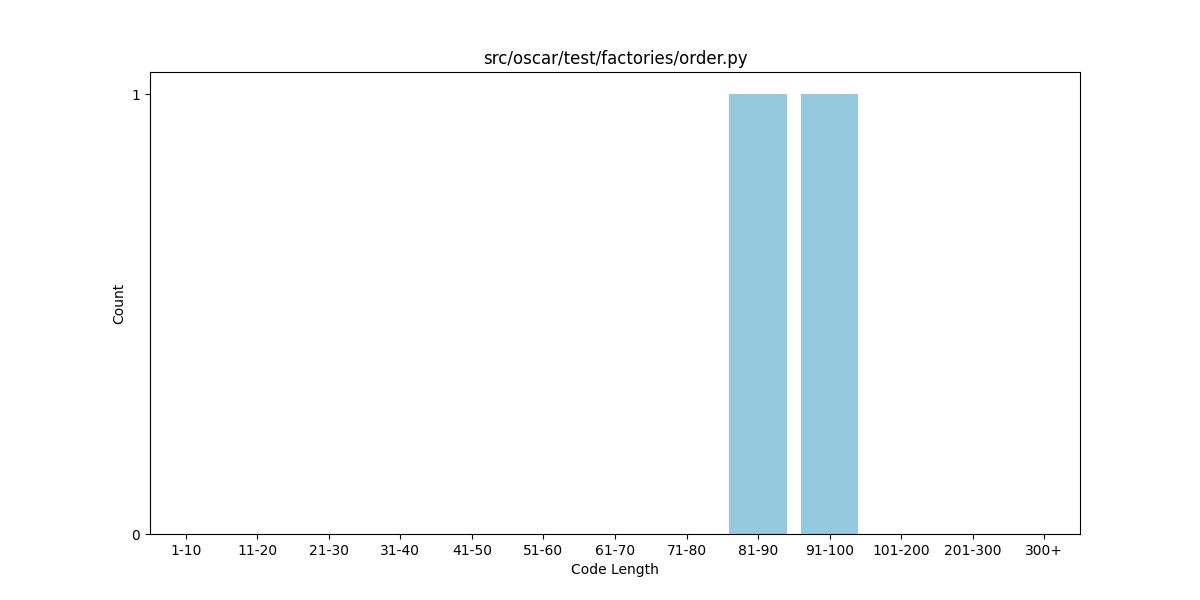 src/oscar/test/factories/order.py
1
Count
0
1-10 11-20 21-30 31-40 41-50 51-60 61-70 71-80 81-90 91-100 101-200 201-300 300+
Code Length